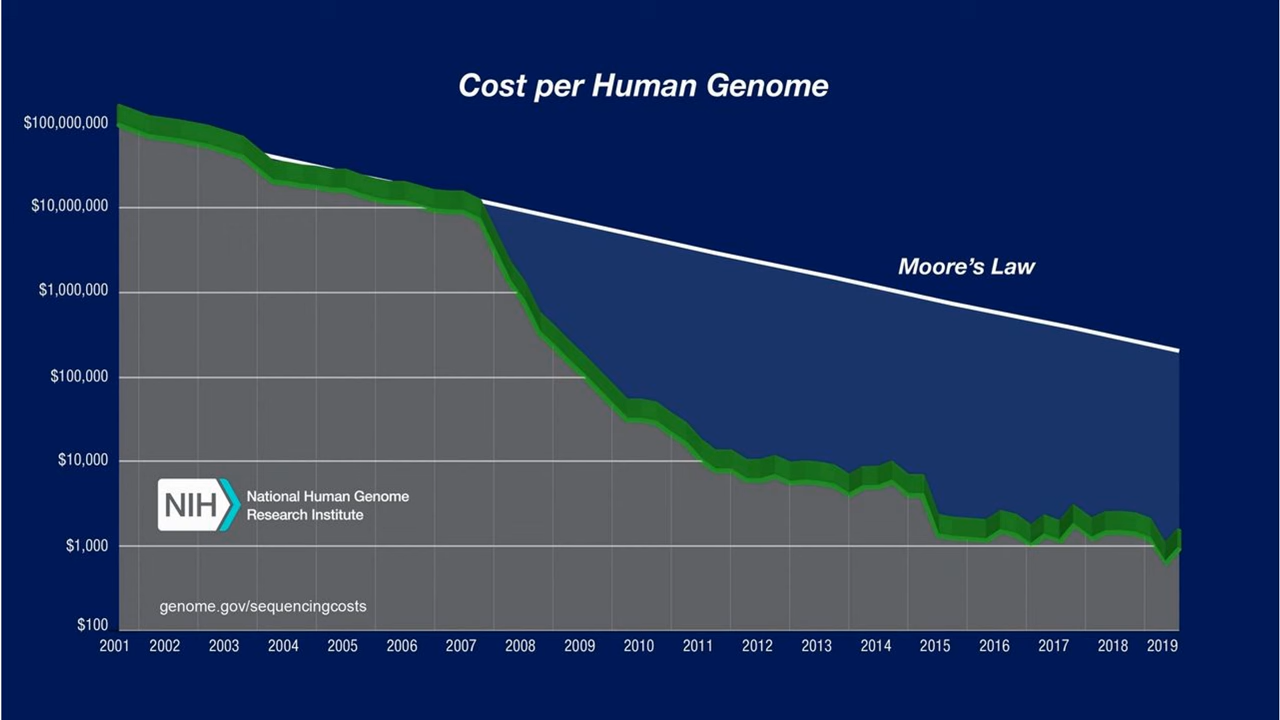 Cost per Human Genome
$100,000,000
$10,000,000
$1,000,000
$100,000
$10,000
$1,000
$100
Moore's Law
NIH
National Human Genome
Research Institute
genome.gov/sequencingcosts
2001 2002 2003 2004 2005 2006 2007 2008 2009 2010 2011 2012 2013 2014 2015 2016 2017 2018 2019